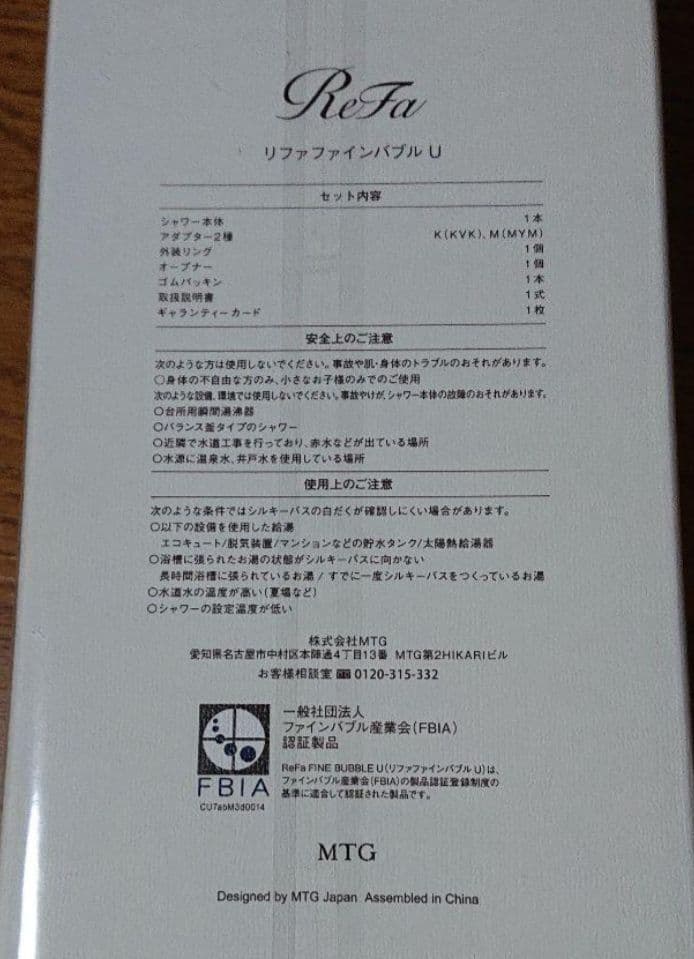 ReFa
リファファインバブル U
セット内容
シャワー本体 1本
アダプター2種 K(KVK)、M(MYM)
外装リング 1個
オープナー 1個
ゴムパッキン 1本
取扱説明書 1式
ギャランティーカード 1枚
安全上のご注意
次のような方は使用しないでください。事故や肌・身体のトラブルのおそれがあります。
○身体の不自由な方のみ、小さなお子様のみでのご使用
次のような設備、環境では使用しないでください。事故やけが、シャワー本体の故障のおそれがあります。
○台所用瞬間湯沸器
○バランス釜タイプのシャワー
○近隣で水道工事を行っており、赤水などが出ている場所
○水源に温泉水、井戸水を使用している場所
使用上のご注意
次のような条件ではシルキーバスの白だくが確認しにくい場合があります。
○以下の設備を使用した給湯
エコキュート/脱気装置/マンションなどの貯水タンク/太陽熱給湯器
○浴槽に張られたお湯の状態がシルキーバスに向かない
長時間浴槽に張られているお湯 / すでに一度シルキーバスをつくっているお湯
○水道水の温度が高い(夏場など)
○シャワーの設定温度が低い
株式会社MTG
愛知県名古屋市中村区本陣通4丁目13番 MTG第2HIKARIビル
お客様相談室 0120-315-332
一般社団法人
ファインバブル産業会(FBIA)
認証製品
ReFa FINE BUBBLE U(リファファインバブル U)は、
ファインバブル産業会(FBIA)の製品認証登録制度の
基準に適合して認証された製品です。
FBIA
CU7abM3d0014
MTG
Designed by MTG Japan Assembled in China